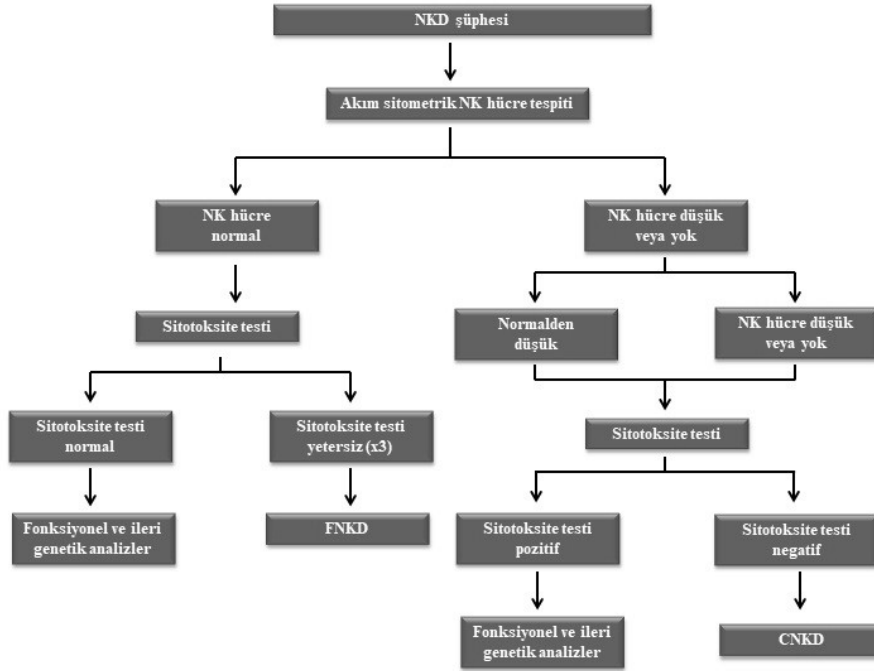 NKD şüphesi
Akım sitometrik NK hücre tespiti
NK hücre
normal
NK hücre düşük
veya yok
Sitotoksite testi
Normalden
düşük
NK hücre düşük
veya yok
Sitotoksite testi
normal
Sitotoksite testi
yetersiz (x3)
Sitotoksite testi
Fonksiyonel ve ileri
genetik analizler
FNKD
Sitotoksite testi
pozitif
Sitotoksite testi
negatif
Fonksiyonel ve ileri
genetik analizler
CNKD